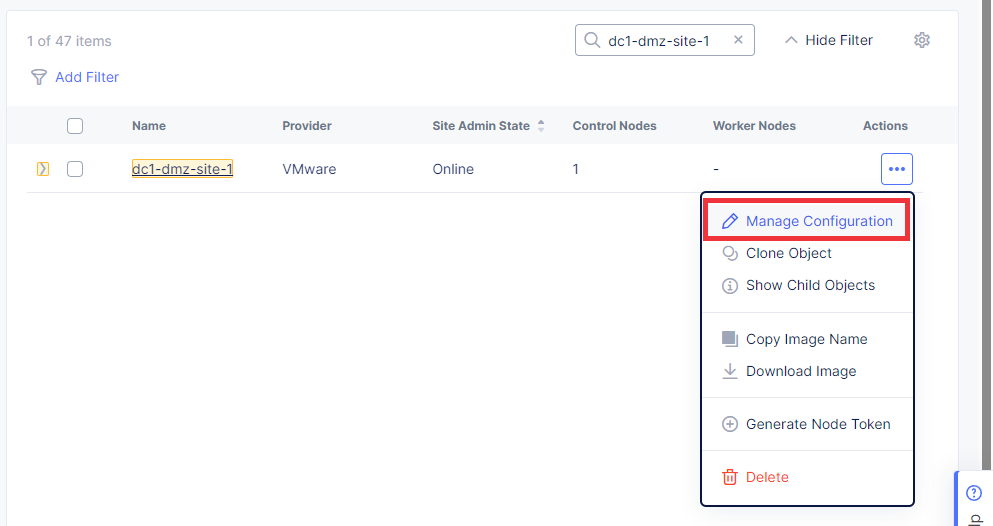 1 of 47 items
dc1-dmz-site-1
Hide Filter
Add Filter
Name Provider Site Admin State Control Nodes Worker Nodes Actions
dc1-dmz-site-1 VMware Online 1 -
Manage Configuration
Clone Object
Show Child Objects
Copy Image Name
Download Image
Generate Node Token
Delete